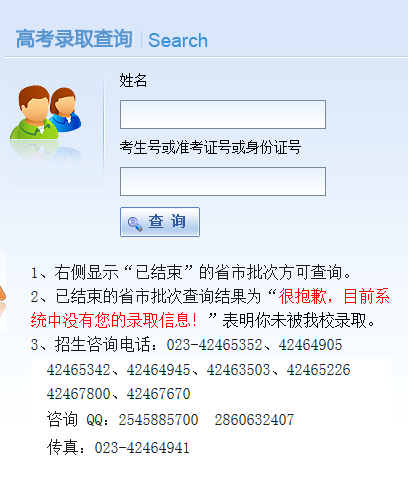 高考录取查询 | Search
姓名
考生号或准考证号或身份证号
查 询
1、右侧显示“已结束”的省市批次方可查询。
2、已结束的省市批次查询结果为“很抱歉，目前系
统中没有您的录取信息！”表明你未被我校录取。
3、招生咨询电话：023-42465352、42464905
42465342、42464945、42463503、42465226
42467800、42467670
咨询 QQ：2545885700 2860632407
传真：023-42464941